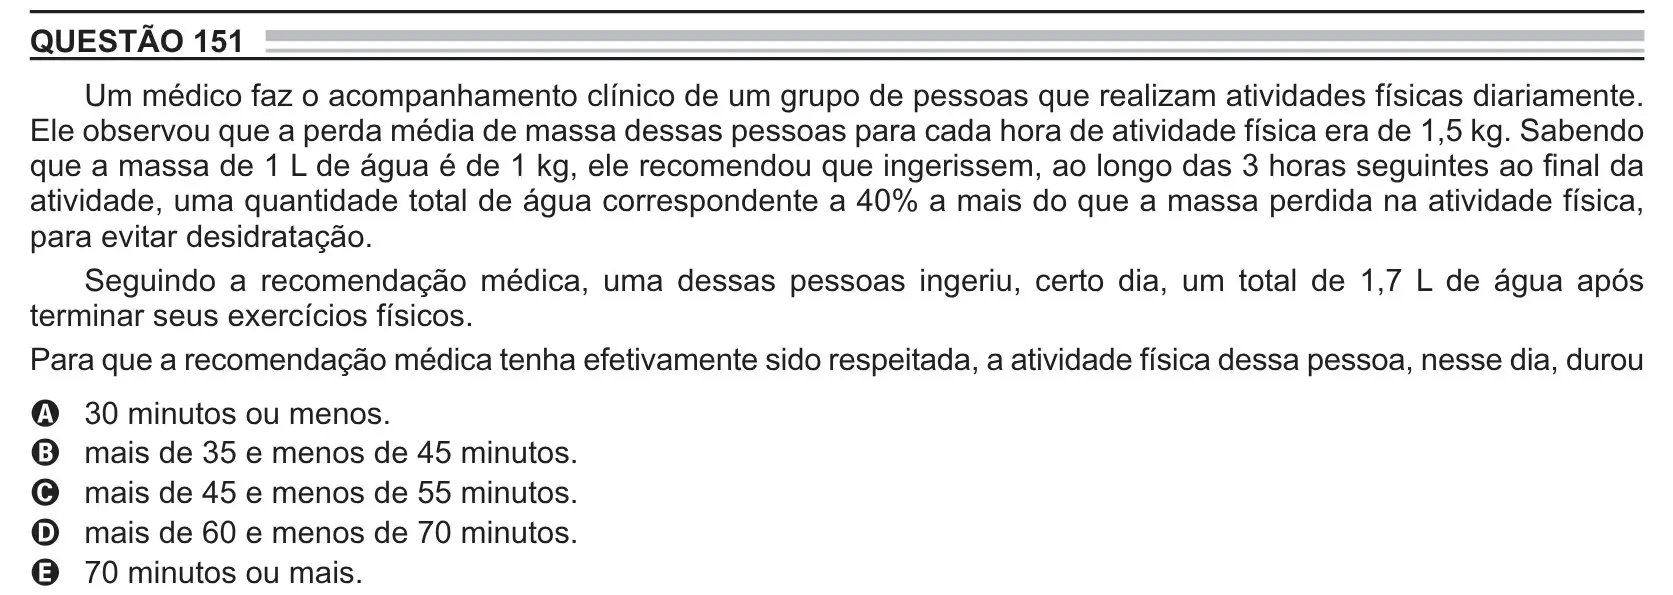 QUESTÃO 151
Um médico faz o acompanhamento clínico de um grupo de pessoas que realizam atividades físicas diariamente.
Ele observou que a perda média de massa dessas pessoas para cada hora de atividade física era de 1,5 kg. Sabendo
que a massa de 1 L de água é de 1 kg, ele recomendou que ingerissem, ao longo das 3 horas seguintes ao final da
atividade, uma quantidade total de água correspondente a 40% a mais do que a massa perdida na atividade física,
para evitar desidratação.
Seguindo a recomendação médica, uma dessas pessoas ingeriu, certo dia, um total de 1,7 L de água após
terminar seus exercícios físicos.
Para que a recomendação médica tenha efetivamente sido respeitada, a atividade física dessa pessoa, nesse dia, durou
A 30 minutos ou menos.
B mais de 35 e menos de 45 minutos.
C mais de 45 e menos de 55 minutos.
D mais de 60 e menos de 70 minutos.
E 70 minutos ou mais.